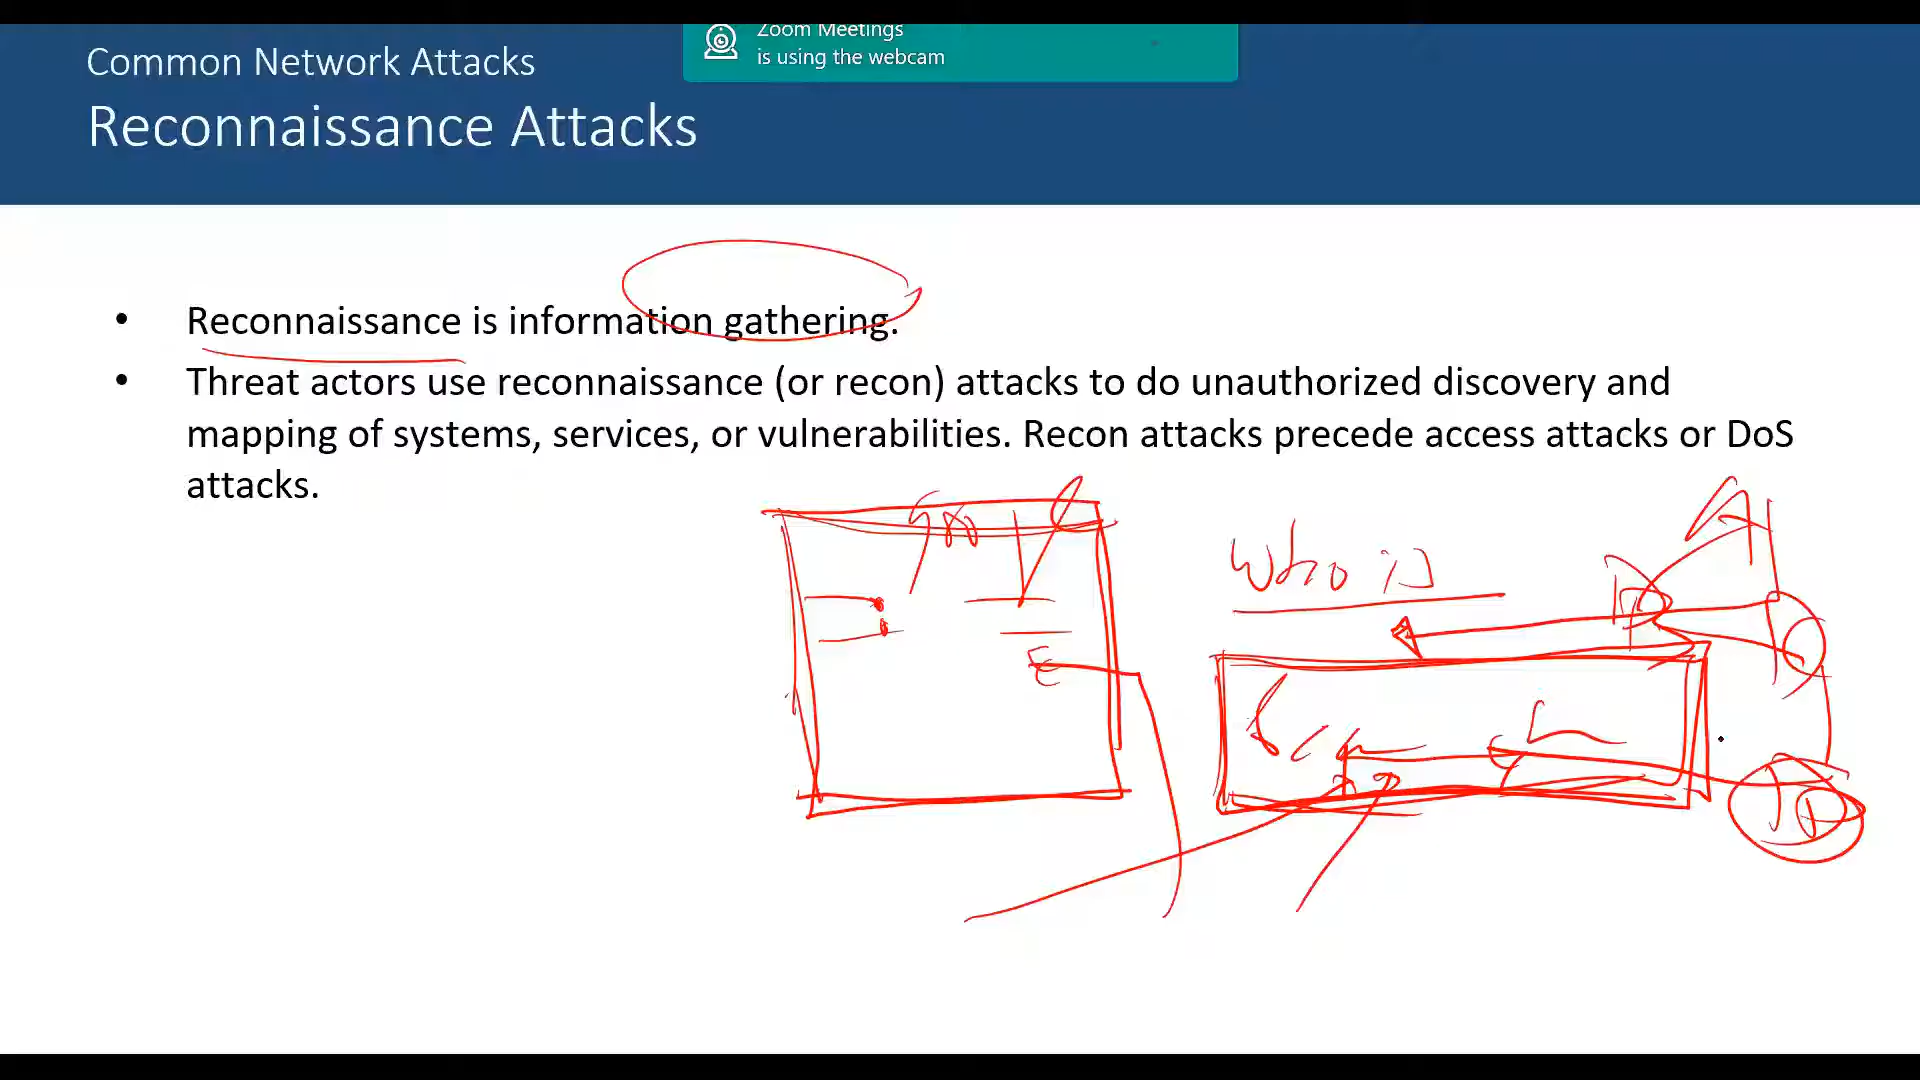 Zoom Meetings
is using the webcam
Common Network Attacks
Reconnaissance Attacks
• Reconnaissance is information gathering.
• Threat actors use reconnaissance (or recon) attacks to do unauthorized discovery and
mapping of systems, services, or vulnerabilities. Recon attacks precede access attacks or DoS
attacks.
Who is